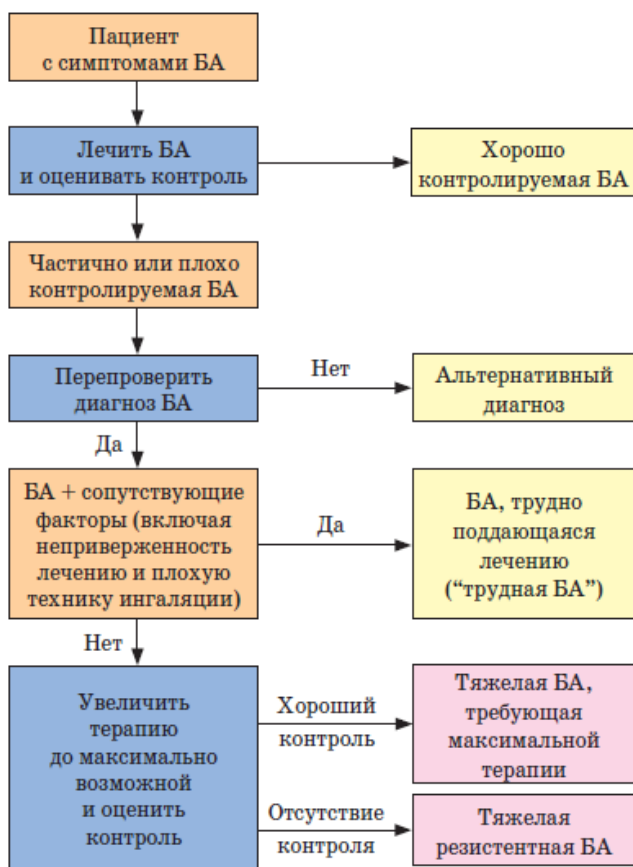 Пациент
с симптомами БА
Лечить БА
и оценивать контроль
Хорошо
контролируемая БА
Частично или плохо
контролируемая БА
Перепроверить
диагноз БА
Нет
Альтернативный
диагноз
Да
БА + сопутствующие
факторы (включая
неприверженность
лечению и плохую
технику ингаляции)
Да
БА, трудно
поддающаяся
лечению
(“трудная БА”)
Нет
Увеличить
терапию
до максимально
возможной
и оценить
контроль
Хороший
контроль
Тяжелая БА,
требующая
максимальной
терапии
Отсутствие
контроля
Тяжелая
резистентная БА